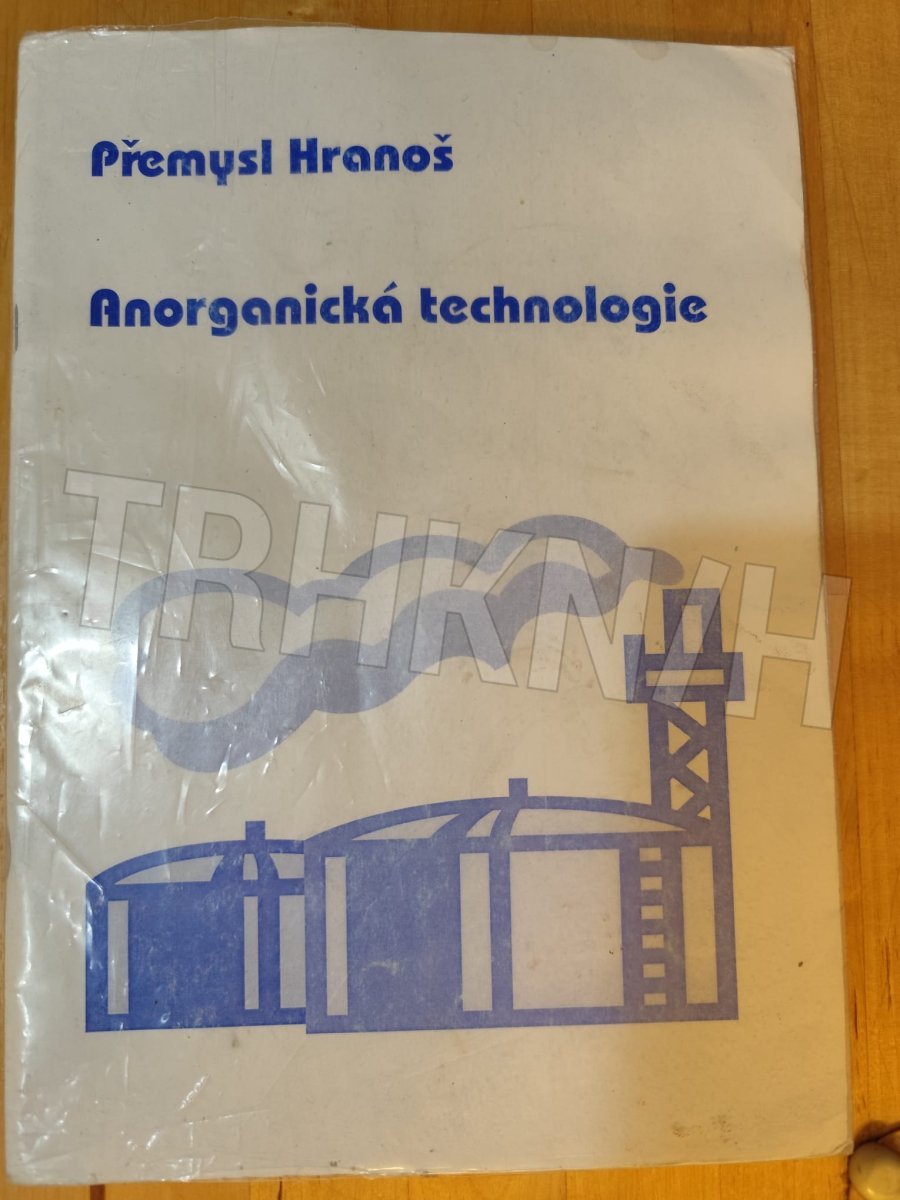 Přemysl Hranoš
Anorganická technologie
TRHKNIH